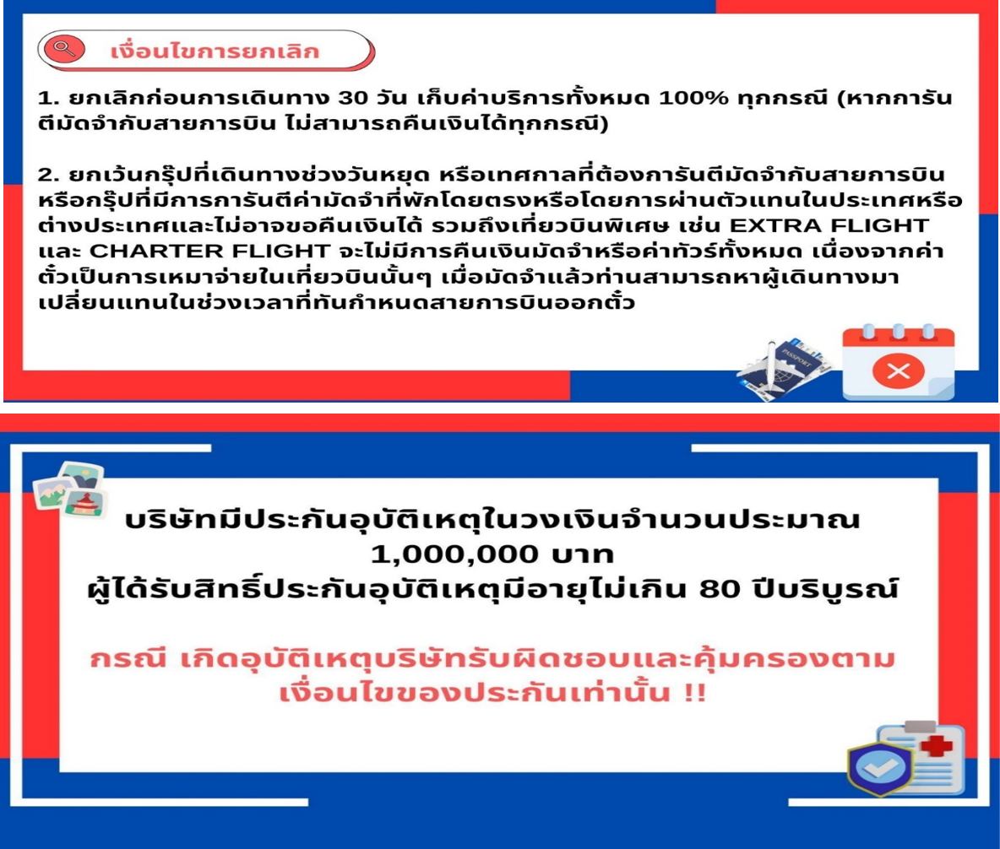 เงื่อนไขการยกเลิก
1. ยกเลิกก่อนการเดินทาง 30 วัน เก็บค่าบริการทั้งหมด 100% ทุกกรณี (หากการัน
ตีมัดจำกับสายการบิน ไม่สามารถคืนเงินได้ทุกกรณี)
2. ยกเว้นกรุ๊ปที่เดินทางช่วงวันหยุด หรือเทศกาลที่ต้องการันตีมัดจำกับสายการบิน
หรือกรุ๊ปที่มีการการันตีค่ามัดจำที่พักโดยตรงหรือโดยการผ่านตัวแทนในประเทศหรือ
ต่างประเทศและไม่อาจขอคืนเงินได้ รวมถึงเที่ยวบินพิเศษ เช่น EXTRA FLIGHT
และ CHARTER FLIGHT จะไม่มีการคืนเงินมัดจำหรือค่าทัวร์ทั้งหมด เนื่องจากค่า
ตั๋วเป็นการเหมาจ่ายในเที่ยวบินนั้นๆ เมื่อมัดจำแล้วท่านสามารถหาผู้เดินทางมา
เปลี่ยนแทนในช่วงเวลาที่ทันกำหนดสายการบินออกตั๋ว
PASSPORT
บริษัทมีประกันอุบัติเหตุในวงเงินจำนวนประมาณ
1,000,000 บาท
ผู้ได้รับสิทธิ์ประกันอุบัติเหตุมีอายุไม่เกิน 80 ปีบริบูรณ์
กรณี เกิดอุบัติเหตุบริษัทรับผิดชอบและคุ้มครองตาม
เงื่อนไขของประกันเท่านั้น !!